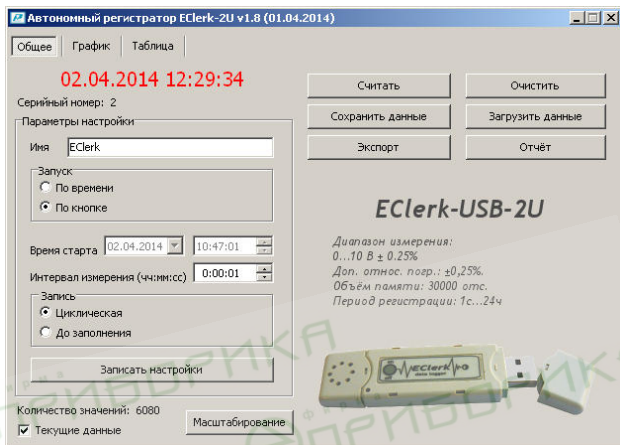 Автономный регистратор EClerk-2U v1.8 (01.04.2014)
Общее График Таблица
02.04.2014 12:29:34
Серийный номер: 2
Параметры настройки
Имя EClerk
Запуск
По времени
По кнопке
Время старта 02.04.2014 10:47:01
Интервал измерения (чч:мм:сс) 0:00:01
Запись
Циклическая
До заполнения
Записать настройки
Количество значений: 6080
Текущие данные
Масштабирование
Считать Очистить
Сохранить данные Загрузить данные
Экспорт Отчёт
EClerk-USB-2U
Диапазон измерения:
0...10 В ± 0.25%
Доп. относ. погр.: ±0,25%.
Объём памяти: 30000 отс.
Период регистрации: 1с...24ч
EClerk